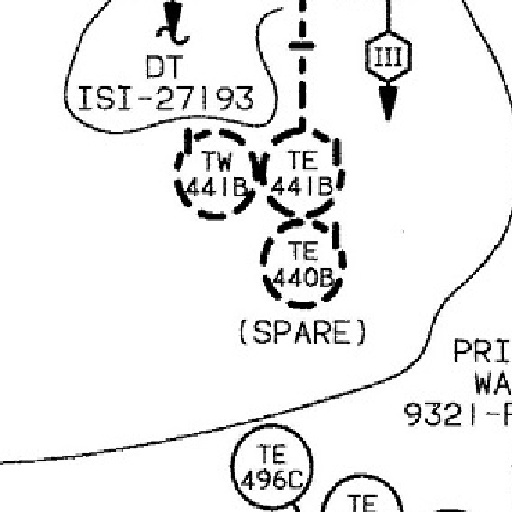 III
DT
ISI-27193
TW
441B
TE
441B
TE
440B
(SPARE)
PRI
WA
9321-F
TE
496C
TE